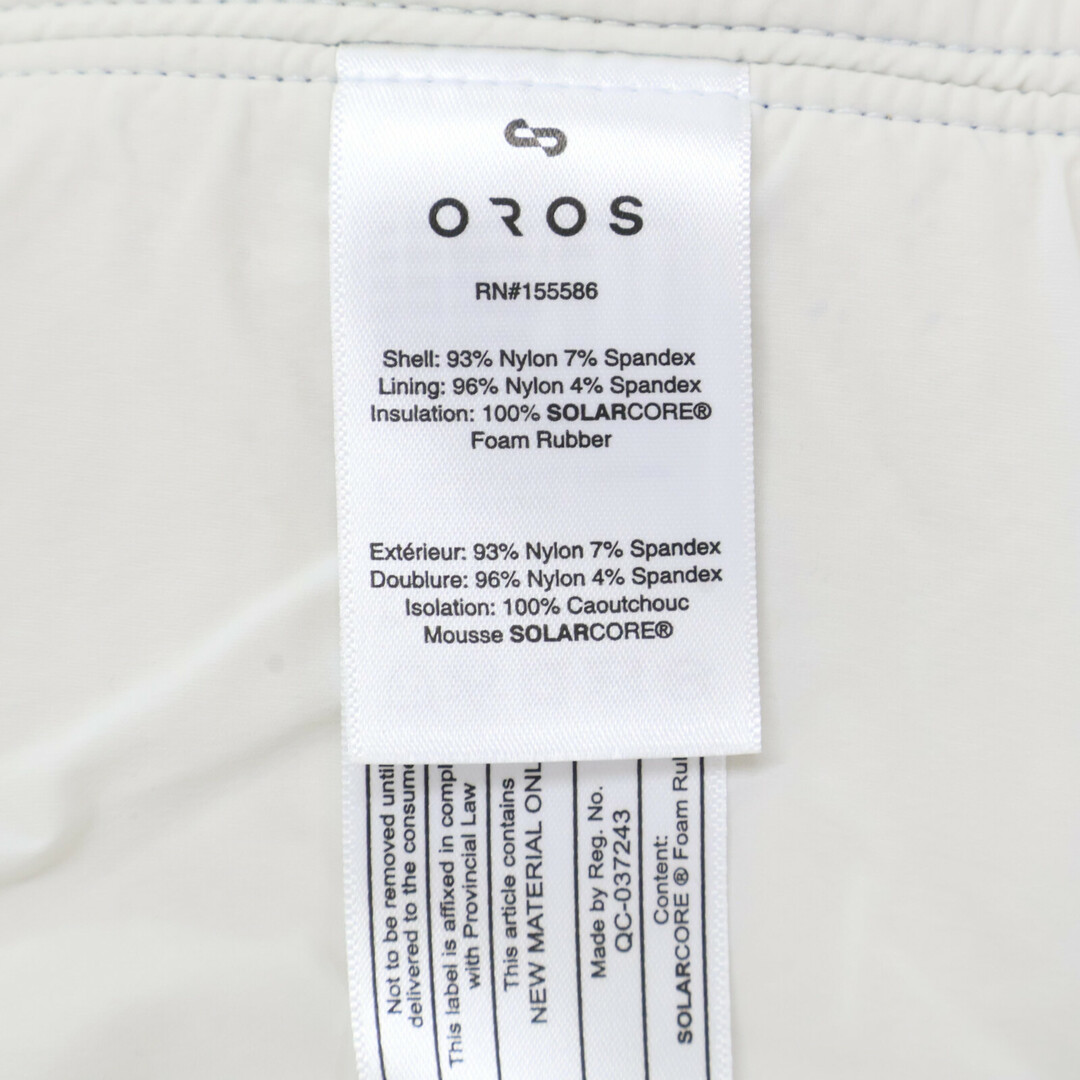 OROS
RN#155586
Shell: 93% Nylon 7% Spandex
Lining: 96% Nylon 4% Spandex
Insulation: 100% SOLARCORE®
Foam Rubber
Extérieur: 93% Nylon 7% Spandex
Doublure: 96% Nylon 4% Spandex
Isolation: 100% Caoutchouc
Mousse SOLARCORE®
Not to be removed until
delivered to the consume
This label is affixed in compl
with Provincial Law
This article contains
NEW MATERIAL ONL
Made by Reg. No.
QC-037243
Content:
SOLARCORE ® Foam Ru